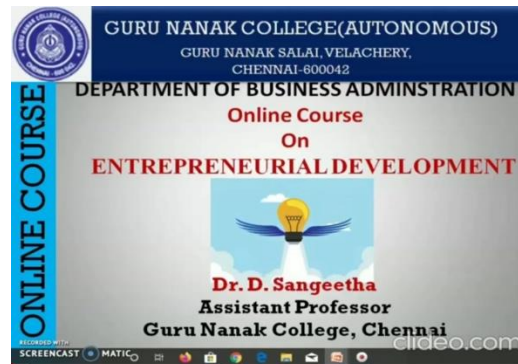 GURU NANAK COLLEGE(AUTONOMOUS)
GURU NANAK SALAI, VELACHERY,
CHENNAI-600042
DEPARTMENT OF BUSINESS ADMINSTRATION
Online Course
On
ENTREPRENEURIAL DEVELOPMENT
ONLINE COURSE
Dr. D. Sangeetha
Assistant Professor
Guru Nanak College, Chennai
clideo.com
RECORDED WITH
SCREENCAST MATIC